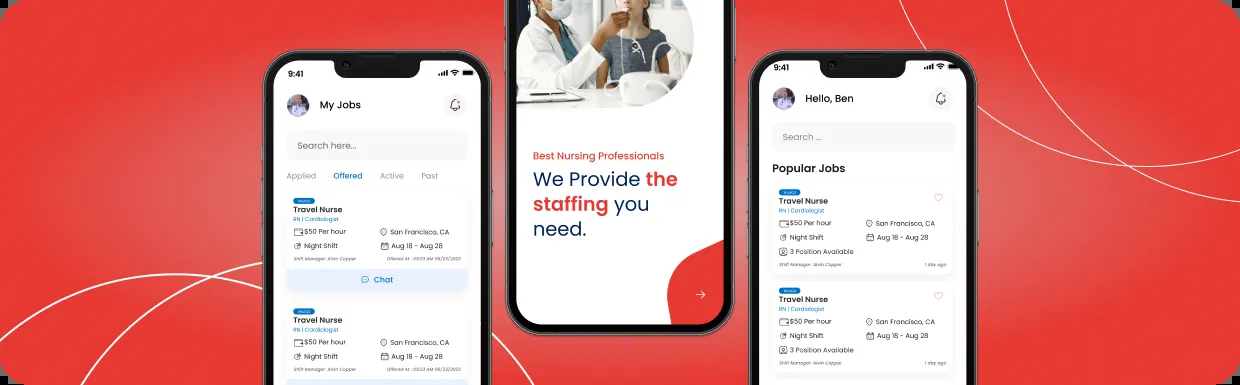 9:41
My Jobs
Search here...
Applied Offered Active Past
Travel Nurse
RN | Cardiologist
$50 Per hour San Francisco, CA
Night Shift Aug 18 - Aug 28
Shift Manager: Alvin Copper Offered At : 09:23 AM 06/23/2023
Chat
Travel Nurse
RN | Cardiologist
$50 Per hour San Francisco, CA
Night Shift Aug 18 - Aug 28
Shift Manager: Alvin Copper Offered At : 09:23 AM 06/23/2023
Best Nursing Professionals
We Provide the
staffing you
need.
9:41
Hello, Ben
Search ...
Popular Jobs
Travel Nurse
RN | Cardiologist
$50 Per hour San Francisco, CA
Night Shift Aug 18 - Aug 28
3 Position Available
Shift Manager: Alvin Copper 1 day ago
Travel Nurse
RN | Cardiologist
$50 Per hour San Francisco, CA
Night Shift Aug 18 - Aug 28
3 Position Available
Shift Manager: Alvin Copper 1 day ago